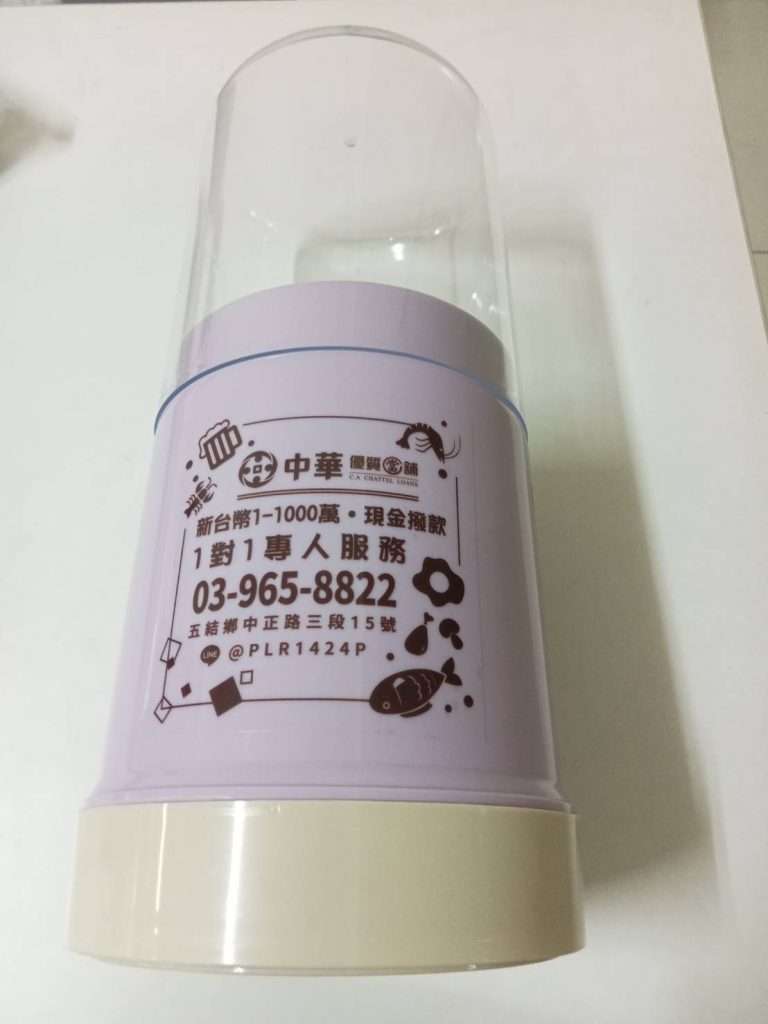 中華 優質當舖
C.A CHATTEL LOANS
新台幣1-1000萬・現金撥款
1對1專人服務
03-965-8822
五結鄉中正路三段15號
LINE @PLR1424P